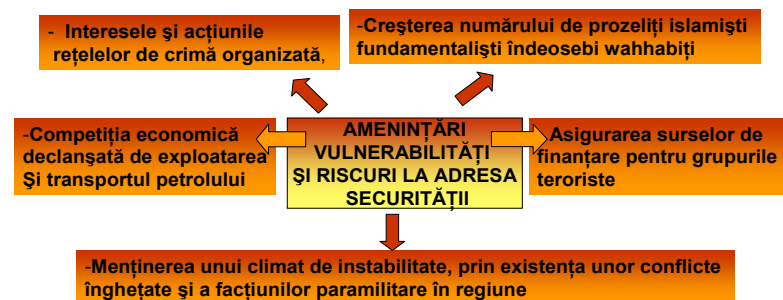 - Interesele şi acţiunile
reţelelor de crimă organizată,
-Creşterea numărului de prozeliţi islamişti
fundamentalişti îndeosebi wahhabiţi
-Competiţia economică
declanşată de exploatarea
Şi transportul petrolului
AMENINŢĂRI
VULNERABILITĂŢI
ŞI RISCURI LA ADRESA
SECURITĂŢII
- Asigurarea surselor de
finanţare pentru grupurile
teroriste
-Menţinerea unui climat de instabilitate, prin existenţa unor conflicte
îngheţate şi a facţiunilor paramilitare în regiune